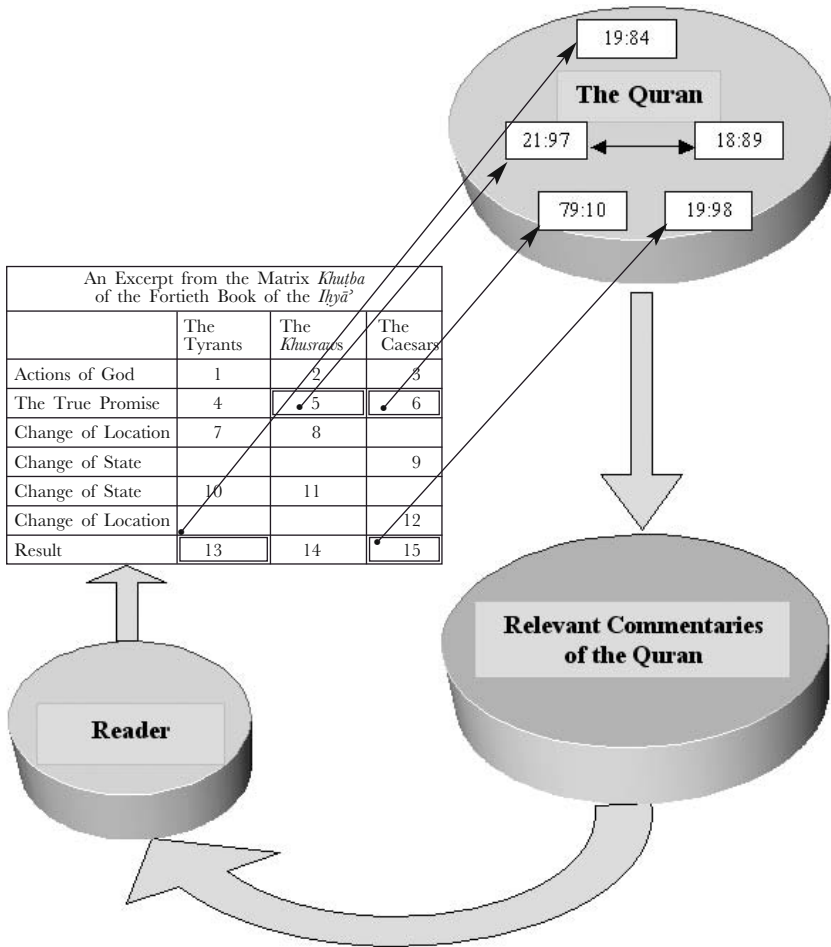 19:84
The Quran
21:97 18:89
79:10 19:98
An Excerpt from the Matrix Khuṭba
of the Fortieth Book of the Iḥyāʾ
The The The
Tyrants Khusraws Caesars
Actions of God 1 2 3
The True Promise 4 5 6
Change of Location 7 8
Change of State 9
Change of State 10 11
Change of Location 12
Result 13 14 15
Relevant Commentaries
of the Quran
Reader